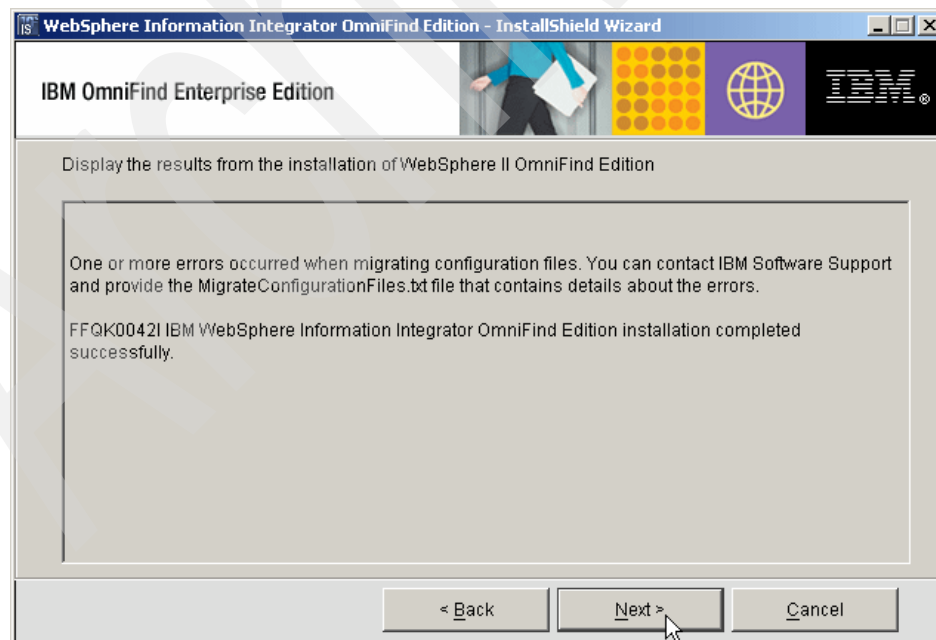 WebSphere Information Integrator OmniFind Edition - InstallShield Wizard
IBM OmniFind Enterprise Edition
IBM®
Display the results from the installation of WebSphere II OmniFind Edition
One or more errors occurred when migrating configuration files. You can contact IBM Software Support
and provide the MigrateConfigurationFiles.txt file that contains details about the errors.
FFQK0042I IBM WebSphere Information Integrator OmniFind Edition installation completed
successfully.
< Back
Next >
Cancel